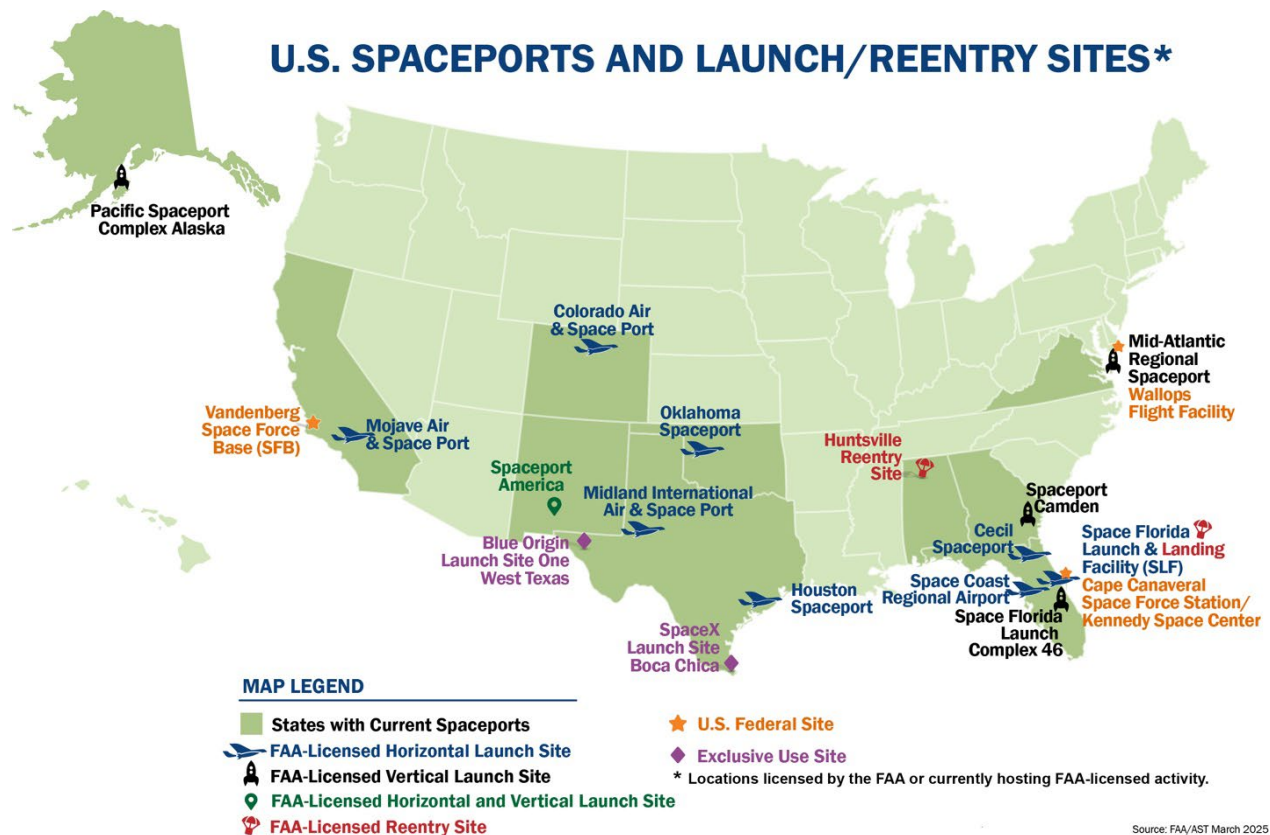 U.S. SPACEPORTS AND LAUNCH/REENTRY SITES*
Pacific Spaceport
Complex Alaska
Colorado Air
& Space Port
Mid-Atlantic
Regional
Spaceport
Wallops
Flight Facility
Vandenberg
Space Force
Base (SFB)
Mojave Air
& Space Port
Oklahoma
Spaceport
Huntsville
Reentry
Site
Spaceport
America
Midland International
Air & Space Port
Spaceport
Camden
Blue Origin
Launch Site One
West Texas
Cecil
Spaceport
Space Florida
Launch & Landing
Facility (SLF)
Cape Canaveral
Space Force Station/
Kennedy Space Center
Space Coast
Regional Airport
Houston
Spaceport
Space Florida
Launch
Complex 46
SpaceX
Launch Site
Boca Chica
MAP LEGEND
States with Current Spaceports
FAA-Licensed Horizontal Launch Site
FAA-Licensed Vertical Launch Site
FAA-Licensed Horizontal and Vertical Launch Site
FAA-Licensed Reentry Site
U.S. Federal Site
Exclusive Use Site
* Locations licensed by the FAA or currently hosting FAA-licensed activity.
Source: FAA/AST March 2025